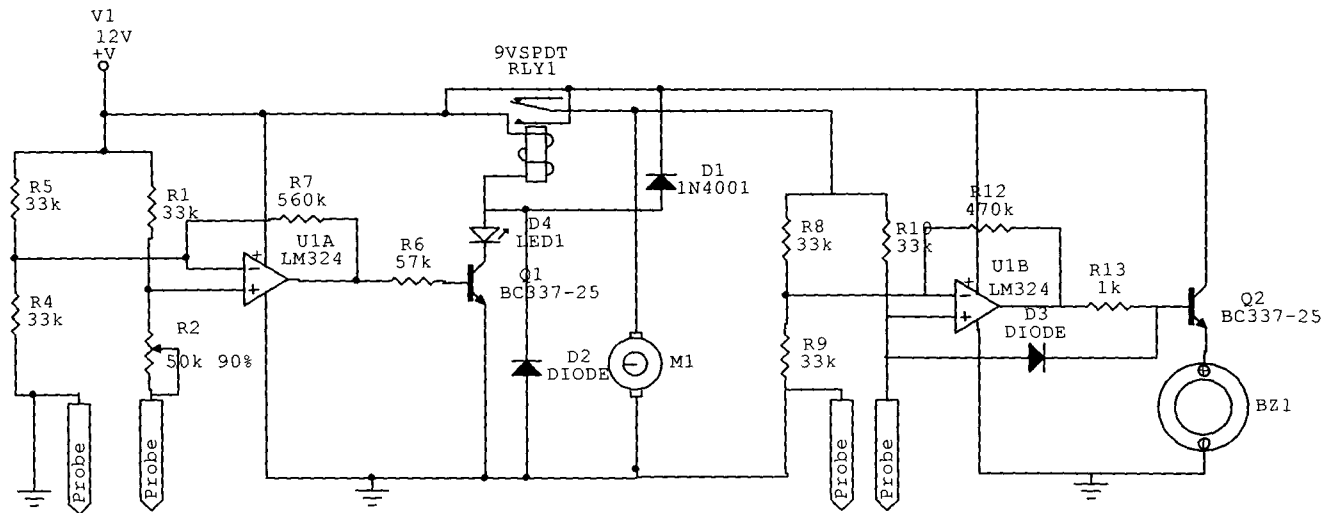 V1
12V
+V
9VSPDT
RLY1
R5
33k
R1
33k
R7
560k
U1A
LM324
R6
57k
D4
LED1
Q1
BC337-25
D1
1N4001
R4
33k
R2
50k 90%
D2
DIODE
M1
R8
33k
R10
33k
R12
470k
U1B
LM324
R13
1k
D3
DIODE
Q2
BC337-25
R9
33k
BZ1
Probe
Probe
Probe
Probe